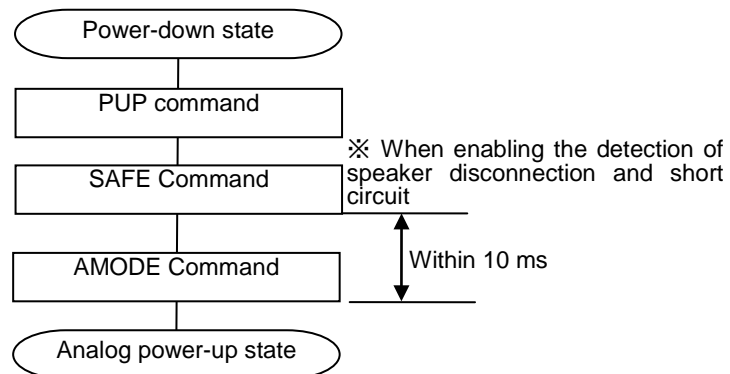 Power-down state
PUP command
※ When enabling the detection of
speaker disconnection and short
circuit
SAFE Command
Within 10 ms
AMODE Command
Analog power-up state